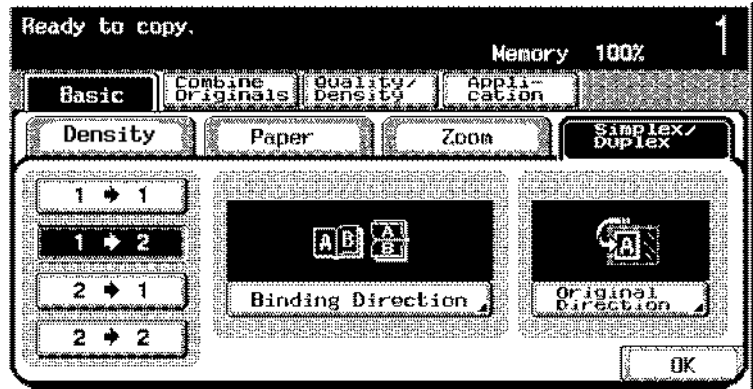 Ready to copy.
1
Memory 100%
Basic
Combine
Originals
Quality/
Density
Appli-
cation
Density
Paper
Zoom
Simplex/
Duplex
1 → 1
1 → 2
2 → 1
2 → 2
A B A
B
Binding Direction
A
Original
Direction
OK